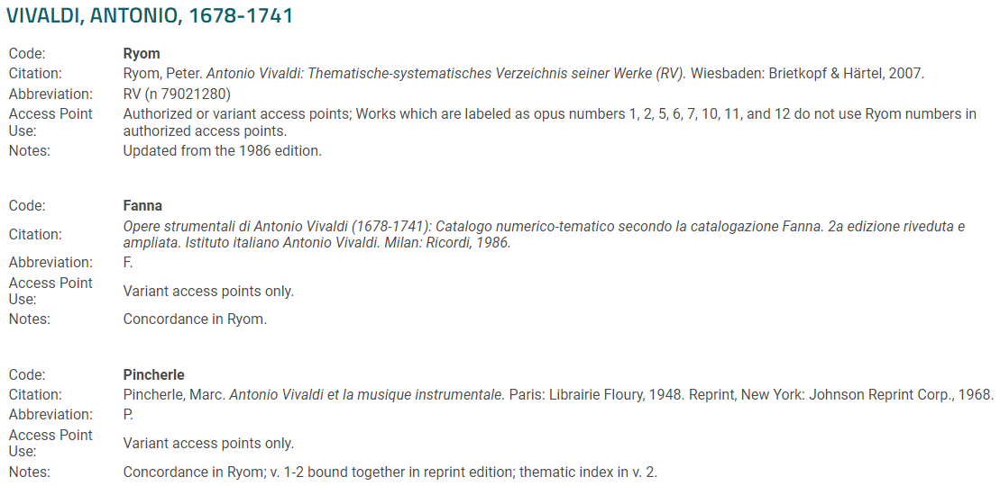 VIVALDI, ANTONIO, 1678-1741
Code: Ryom
Citation: Ryom, Peter. Antonio Vivaldi: Thematische-systematisches Verzeichnis seiner Werke (RV). Wiesbaden: Brietkopf & Härtel, 2007.
Abbreviation: RV (n 79021280)
Access Point Use: Authorized or variant access points; Works which are labeled as opus numbers 1, 2, 5, 6, 7, 10, 11, and 12 do not use Ryom numbers in
authorized access points.
Notes: Updated from the 1986 edition.
Code: Fanna
Citation: Opere strumentali di Antonio Vivaldi (1678-1741): Catalogo numerico-tematico secondo la catalogazione Fanna. 2a edizione riveduta e
ampliata. Istituto italiano Antonio Vivaldi. Milan: Ricordi, 1986.
Abbreviation: F.
Access Point Use: Variant access points only.
Notes: Concordance in Ryom.
Code: Pincherle
Citation: Pincherle, Marc. Antonio Vivaldi et la musique instrumentale. Paris: Librairie Floury, 1948. Reprint, New York: Johnson Reprint Corp., 1968.
Abbreviation: P.
Access Point Use: Variant access points only.
Notes: Concordance in Ryom; v. 1-2 bound together in reprint edition; thematic index in v. 2.